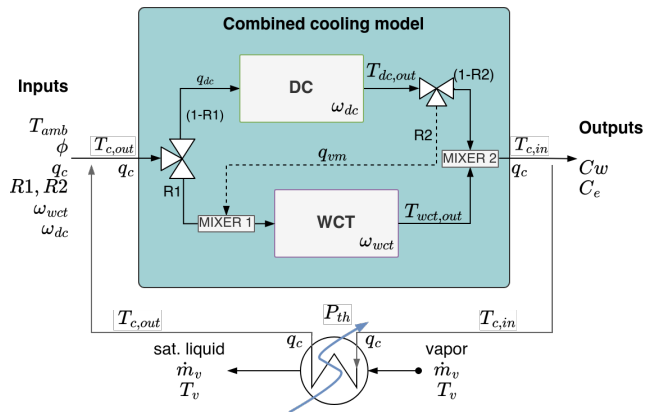 Combined cooling model
Inputs
T_amb
ϕ
q_c
R1, R2
ω_wct
ω_dc
T_c,out
q_c
R1
(1-R1)
q_dc
DC
ω_dc
T_dc,out
(1-R2)
R2
q_vm
MIXER 1
WCT
ω_wct
T_wct,out
MIXER 2
T_c,in
q_c
Outputs
Cw
C_e
T_c,out
P_th
T_c,in
q_c
q_c
sat. liquid
ṁ_v
T_v
vapor
ṁ_v
T_v